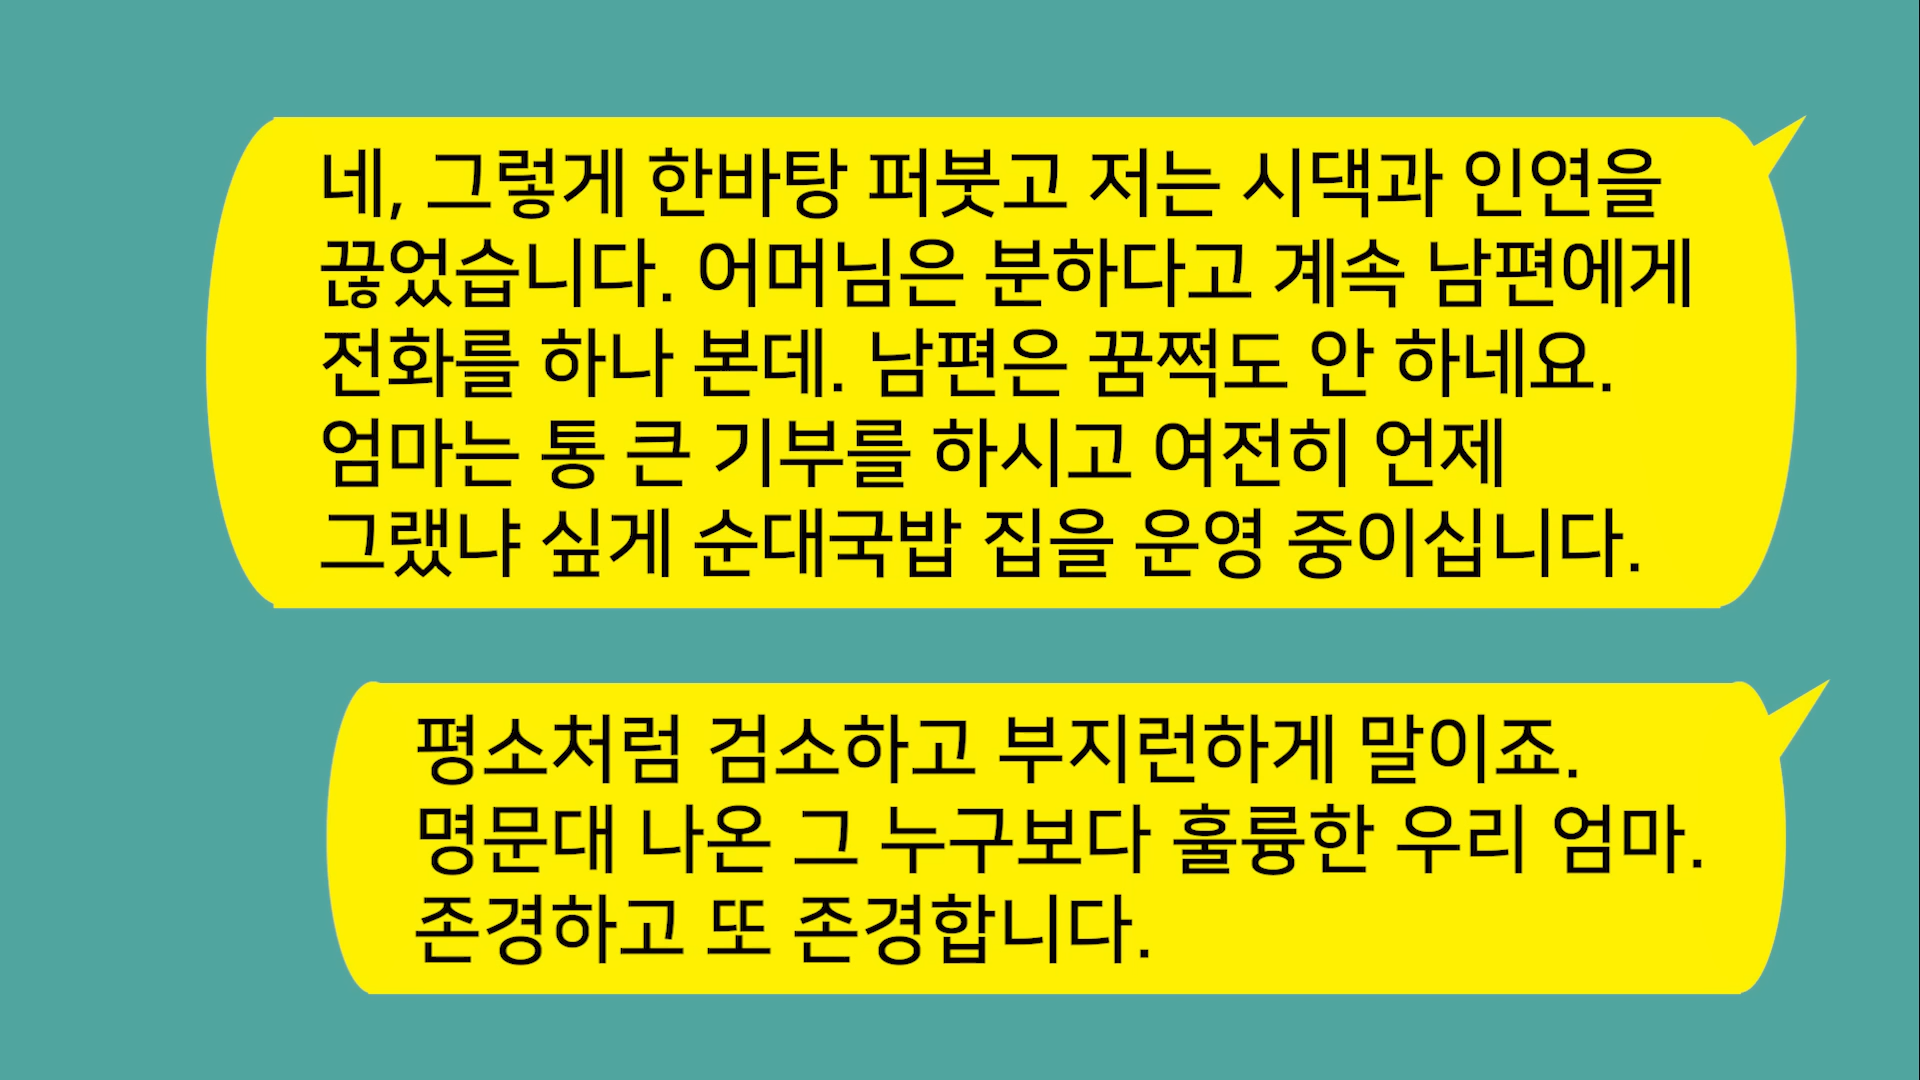 네, 그렇게 한바탕 퍼붓고 저는 시댁과 인연을
끊었습니다. 어머님은 분하다고 계속 남편에게
전화를 하나 본데. 남편은 꿈쩍도 안 하네요.
엄마는 통 큰 기부를 하시고 여전히 언제
그랬냐 싶게 순대국밥 집을 운영 중이십니다.
평소처럼 검소하고 부지런하게 말이죠.
명문대 나온 그 누구보다 훌륭한 우리 엄마.
존경하고 또 존경합니다.